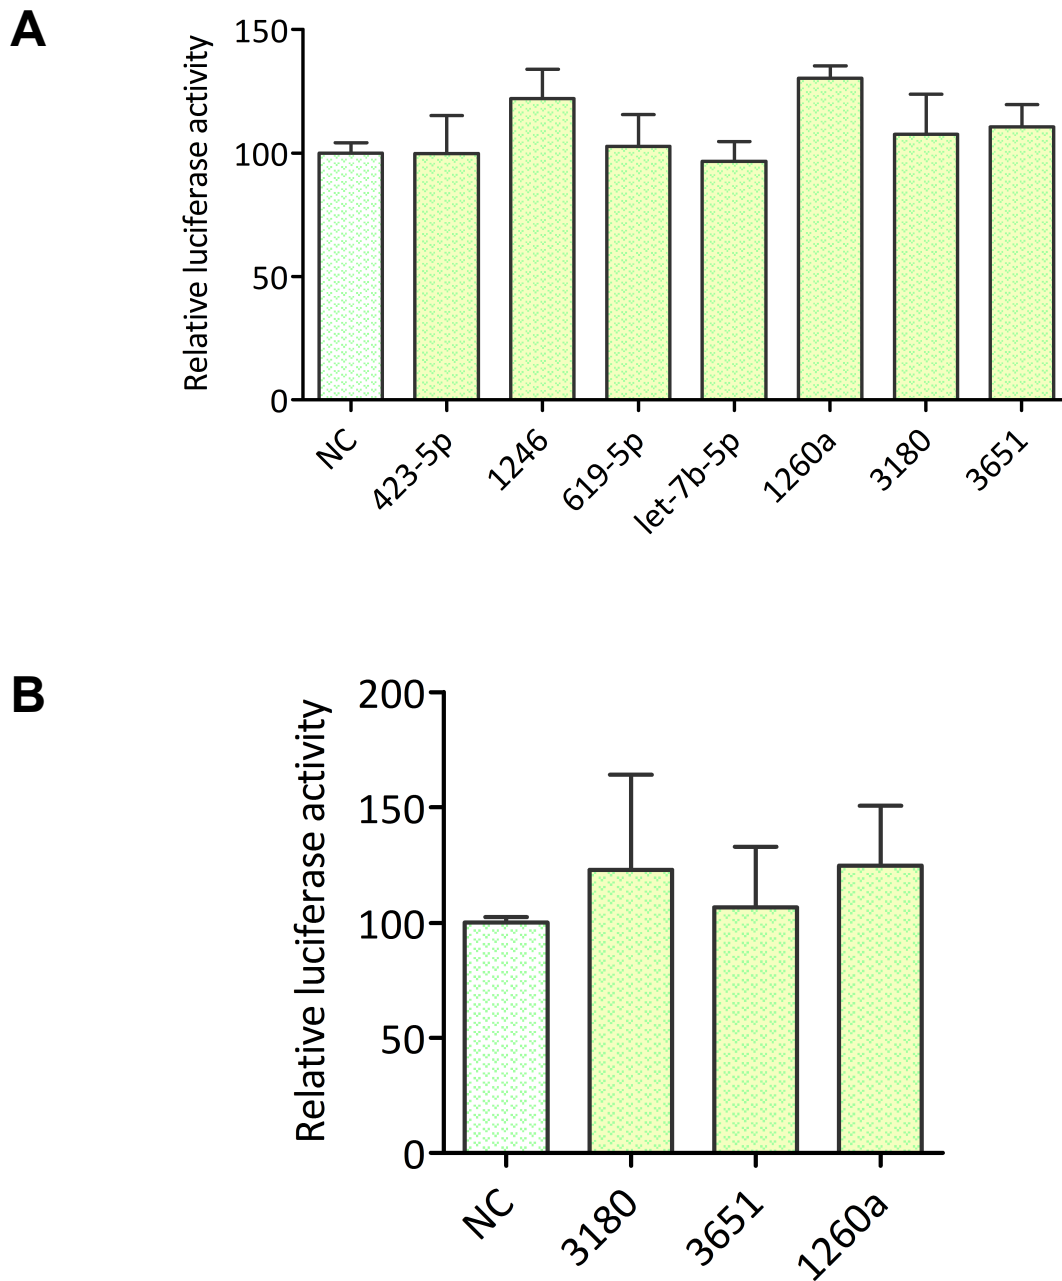 A
Relative luciferase activity
150
100
50
0
NC
423-5p
1246
619-5p
let-7b-5p
1260a
3180
3651
B
Relative luciferase activity
200
150
100
50
0
NC
3180
3651
1260a